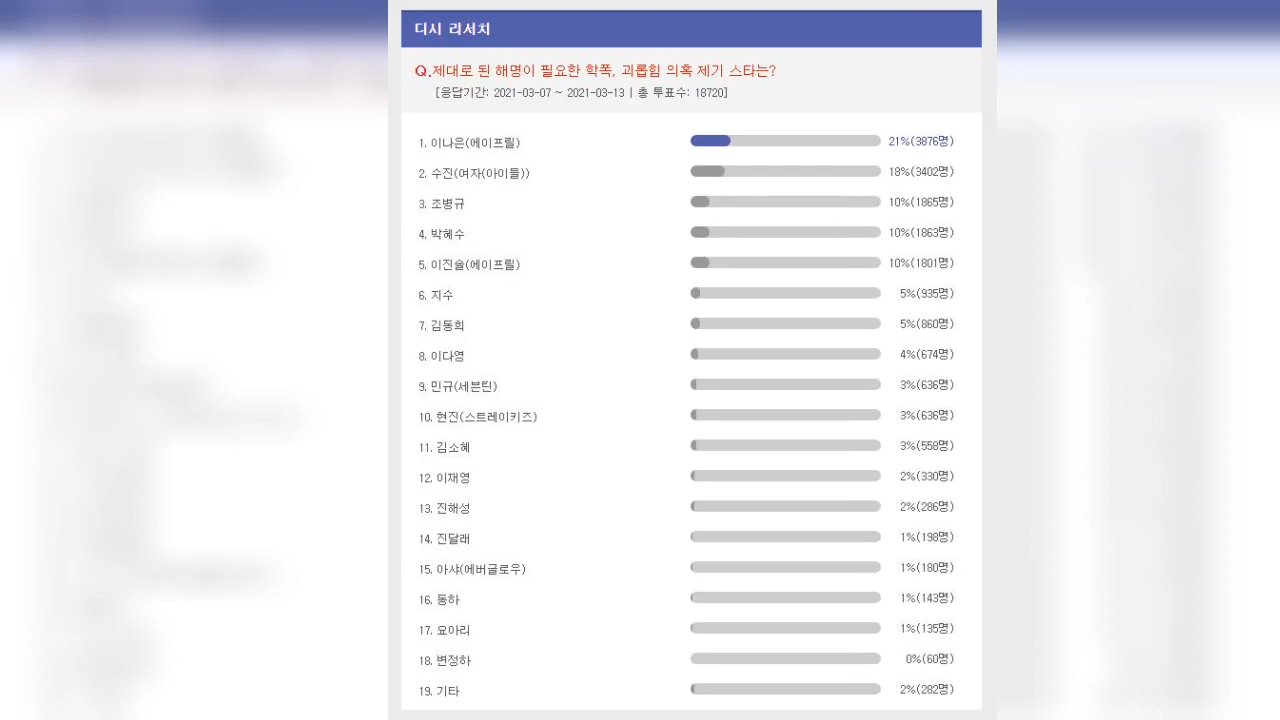 디시 리서치
Q.제대로 된 해명이 필요한 학폭, 괴롭힘 의혹 제기 스타는?
[응답기간: 2021-03-07 ~ 2021-03-13 | 총 투표수: 18720]
1. 이나은(에이프릴) 21%(3876명)
2. 수진(여자(아이들)) 18%(3402명)
3. 조병규 10%(1865명)
4. 박혜수 10%(1863명)
5. 이진솔(에이프릴) 10%(1801명)
6. 지수 5%(935명)
7. 김동희 5%(860명)
8. 이다영 4%(674명)
9. 민규(세븐틴) 3%(636명)
10. 현진(스트레이키즈) 3%(636명)
11. 김소혜 3%(558명)
12. 이재영 2%(330명)
13. 진해성 2%(286명)
14. 진달래 1%(198명)
15. 아샤(에버글로우) 1%(180명)
16. 동하 1%(143명)
17. 요아리 1%(135명)
18. 변정하 0%(60명)
19. 기타 2%(282명)